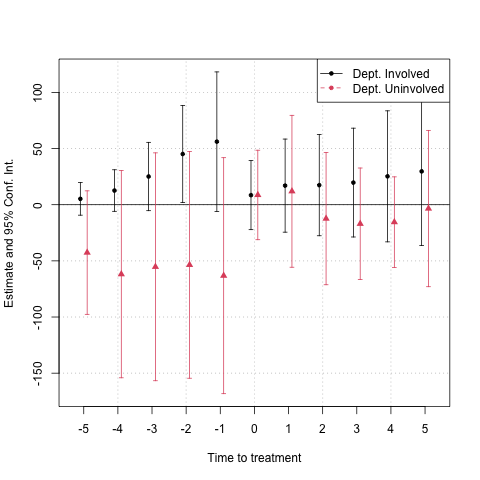 Dept. Involved
Dept. Uninvolved
Estimate and 95% Conf. Int.
100
50
0
-50
-100
-150
-5 -4 -3 -2 -1 0 1 2 3 4 5
Time to treatment